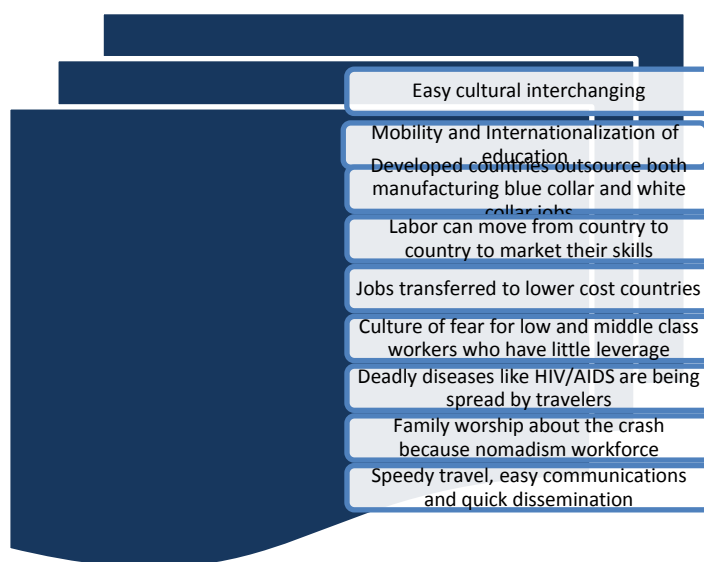 Easy cultural interchanging
Mobility and Internationalization of
education
Developed countries outsource both
manufacturing blue collar and white
collar jobs
Labor can move from country to
country to market their skills
Jobs transferred to lower cost countries
Culture of fear for low and middle class
workers who have little leverage
Deadly diseases like HIV/AIDS are being
spread by travelers
Family worship about the crash
because nomadism workforce
Speedy travel, easy communications
and quick dissemination